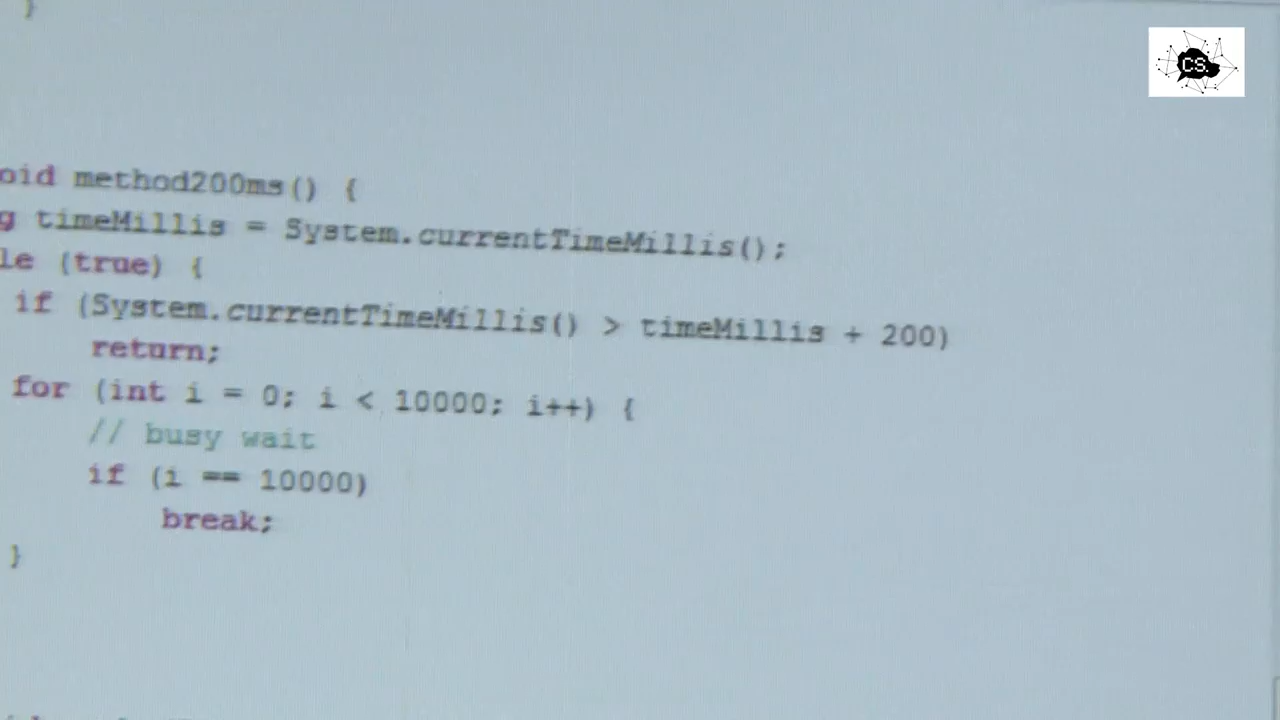 }
CS.
oid method200ms() {
g timeMillis = System.currentTimeMillis();
le (true) {
if (System.currentTimeMillis() > timeMillis + 200)
return;
for (int i = 0; i < 10000; i++) {
// busy wait
if (i == 10000)
break;
}